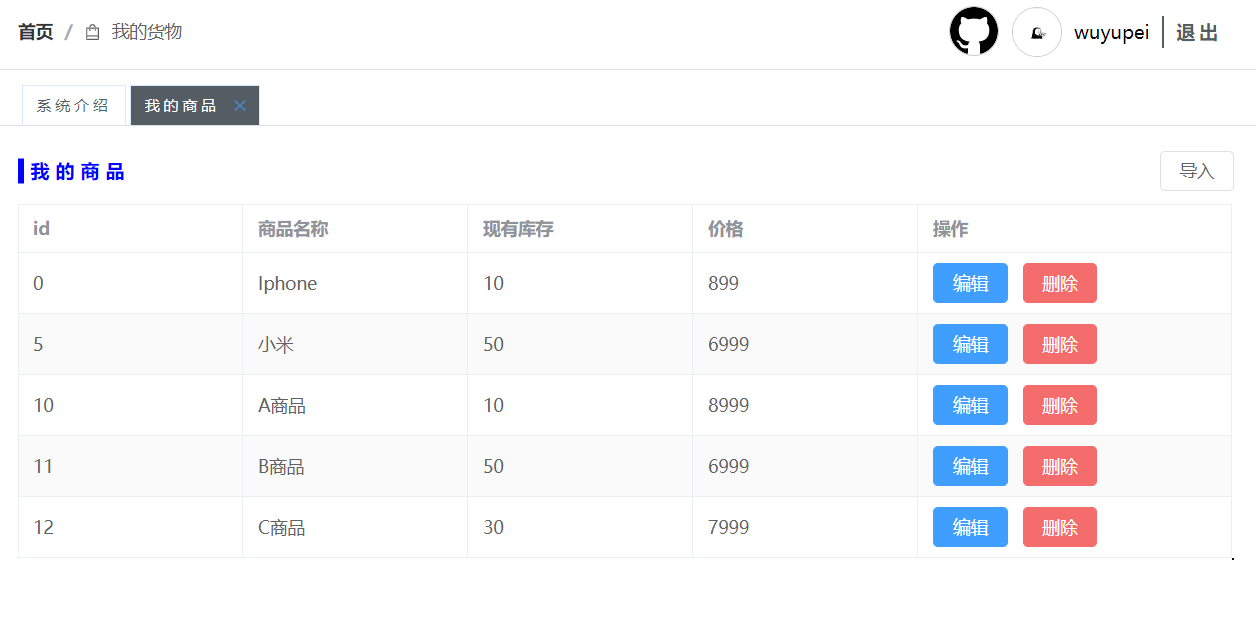 首页 / 我的货物 wuyupei 退出
系统介绍 我的商品
我的商品 导入
id 商品名称 现有库存 价格 操作
0 Iphone 10 899 编辑 删除
5 小米 50 6999 编辑 删除
10 A商品 10 8999 编辑 删除
11 B商品 50 6999 编辑 删除
12 C商品 30 7999 编辑 删除